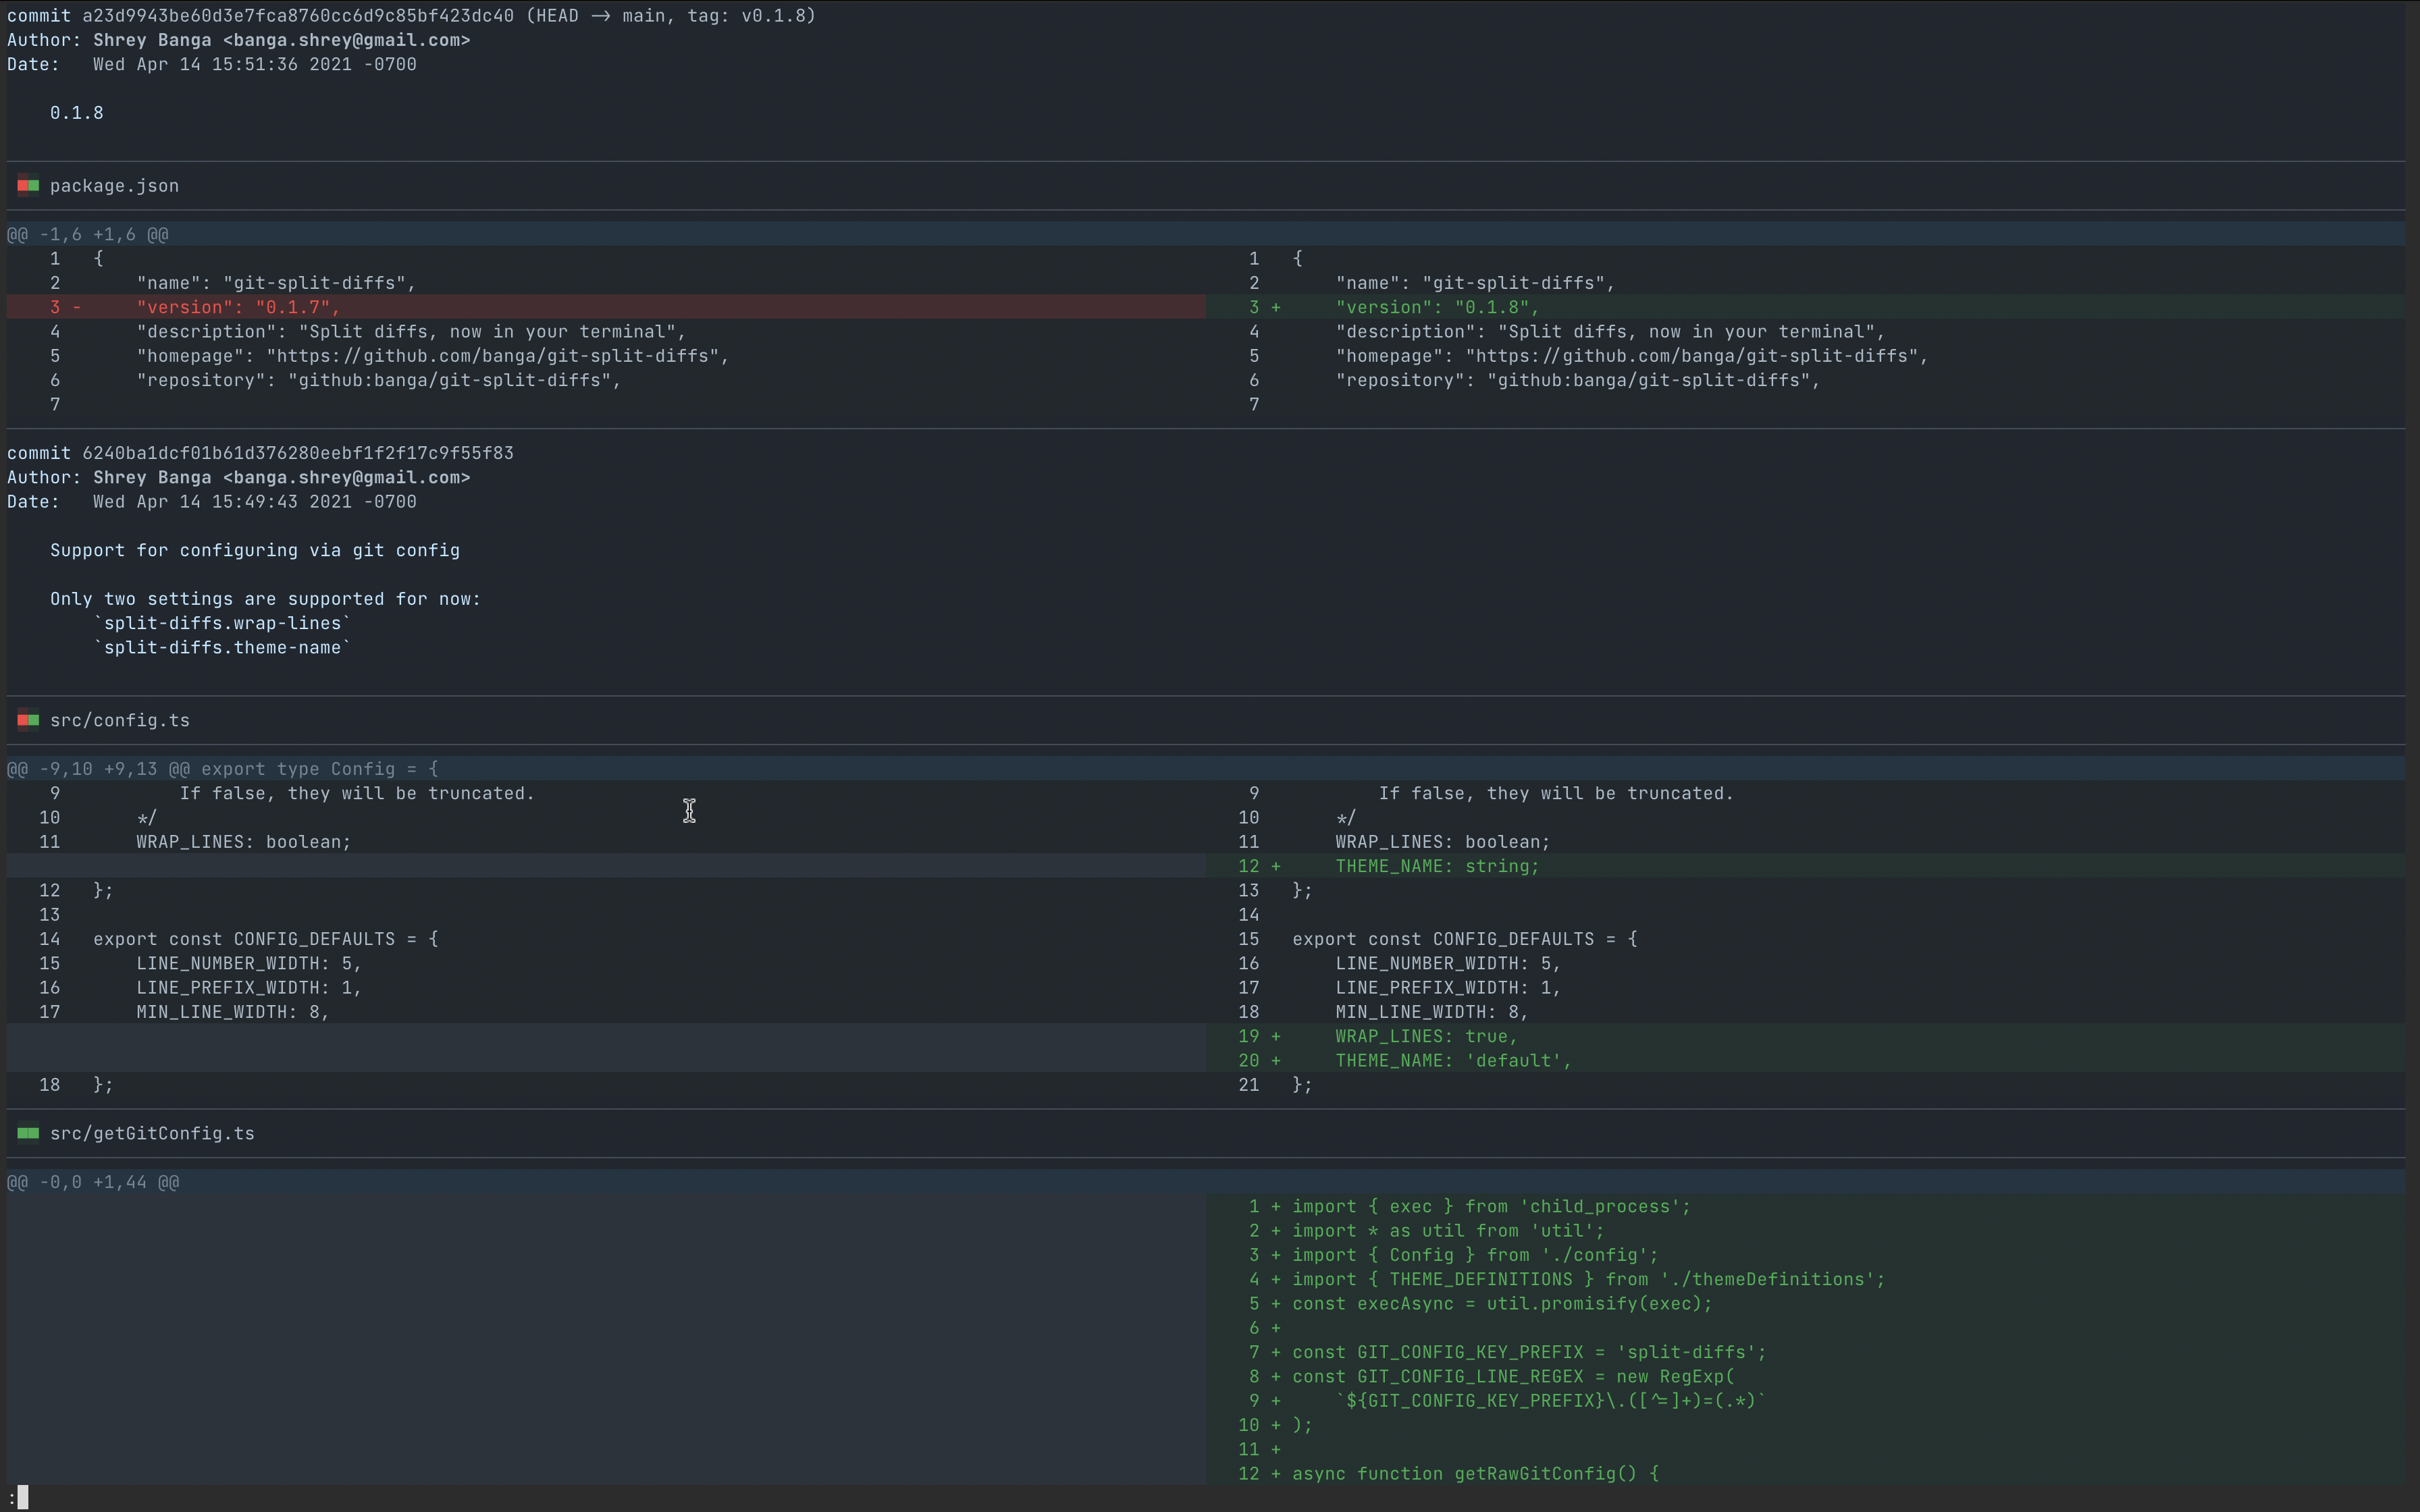 commit a23d9943be60d3e7fca8760cc6d9c85bf423dc40 (HEAD -> main, tag: v0.1.8)
Author: Shrey Banga <banga.shrey@gmail.com>
Date:   Wed Apr 14 15:51:36 2021 -0700
    0.1.8
package.json
@@ -1,6 +1,6 @@
1   {    1   {
2       "name": "git-split-diffs",    2       "name": "git-split-diffs",
3 -     "version": "0.1.7",    3 +     "version": "0.1.8",
4       "description": "Split diffs, now in your terminal",    4       "description": "Split diffs, now in your terminal",
5       "homepage": "https://github.com/banga/git-split-diffs",    5       "homepage": "https://github.com/banga/git-split-diffs",
6       "repository": "github:banga/git-split-diffs",    6       "repository": "github:banga/git-split-diffs",
7    7
commit 6240ba1dcf01b61d376280eebf1f2f17c9f55f83
Author: Shrey Banga <banga.shrey@gmail.com>
Date:   Wed Apr 14 15:49:43 2021 -0700
    Support for configuring via git config
    Only two settings are supported for now:
        `split-diffs.wrap-lines`
        `split-diffs.theme-name`
src/config.ts
@@ -9,10 +9,13 @@ export type Config = {
9           If false, they will be truncated.    9           If false, they will be truncated.
10      */    10      */
11      WRAP_LINES: boolean;    11      WRAP_LINES: boolean;
12 +    THEME_NAME: string;
12  };    13  };
13    14
14  export const CONFIG_DEFAULTS = {    15  export const CONFIG_DEFAULTS = {
15      LINE_NUMBER_WIDTH: 5,    16      LINE_NUMBER_WIDTH: 5,
16      LINE_PREFIX_WIDTH: 1,    17      LINE_PREFIX_WIDTH: 1,
17      MIN_LINE_WIDTH: 8,    18      MIN_LINE_WIDTH: 8,
19 +    WRAP_LINES: true,
20 +    THEME_NAME: 'default',
18  };    21  };
src/getGitConfig.ts
@@ -0,0 +1,44 @@
1 + import { exec } from 'child_process';
2 + import * as util from 'util';
3 + import { Config } from './config';
4 + import { THEME_DEFINITIONS } from './themeDefinitions';
5 + const execAsync = util.promisify(exec);
6 +
7 + const GIT_CONFIG_KEY_PREFIX = 'split-diffs';
8 + const GIT_CONFIG_LINE_REGEX = new RegExp(
9 +     `${GIT_CONFIG_KEY_PREFIX}\.([^=]+)=(.*)`
10 + );
11 +
12 + async function getRawGitConfig() {
: